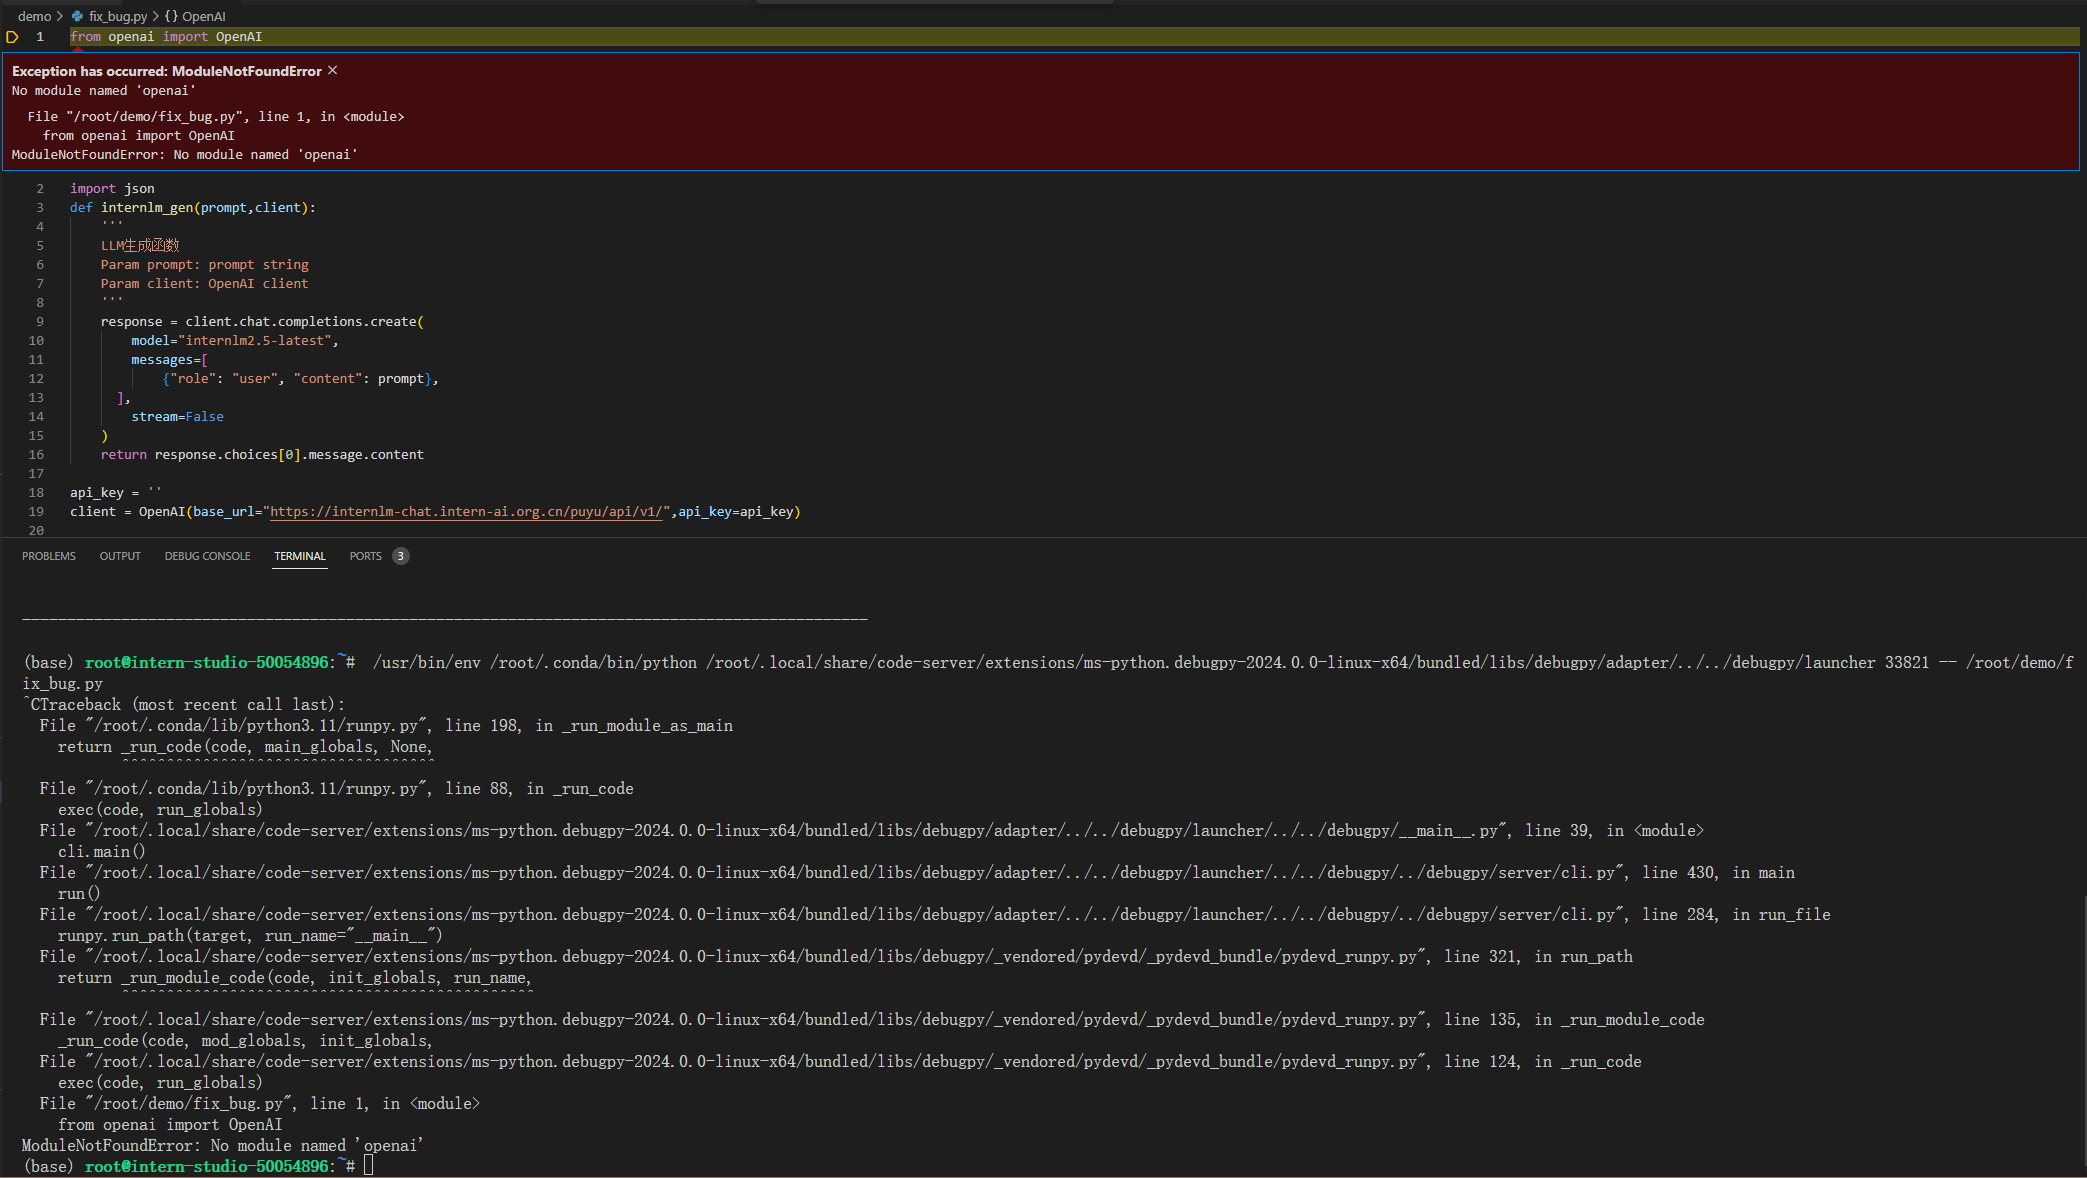 demo > fix_bug.py > {} OpenAI
1 from openai import OpenAI
Exception has occurred: ModuleNotFoundError ×
No module named 'openai'
File "/root/demo/fix_bug.py", line 1, in <module>
from openai import OpenAI
ModuleNotFoundError: No module named 'openai'
2 import json
3 def internlm_gen(prompt,client):
4 '''
5 LLM生成函数
6 Param prompt: prompt string
7 Param client: OpenAI client
8 '''
9 response = client.chat.completions.create(
10 model="internlm2.5-latest",
11 messages=[
12 {"role": "user", "content": prompt},
13 ],
14 stream=False
15 )
16 return response.choices[0].message.content
17
18 api_key = ''
19 client = OpenAI(base_url="https://internlm-chat.intern-ai.org.cn/puyu/api/v1/",api_key=api_key)
20
PROBLEMS OUTPUT DEBUG CONSOLE TERMINAL PORTS 3
(base) root@intern-studio-50054896:~# /usr/bin/env /root/.conda/bin/python /root/.local/share/code-server/extensions/ms-python.debugpy-2024.0.0-linux-x64/bundled/libs/debugpy/adapter/../../debugpy/launcher 33821 -- /root/demo/f
ix_bug.py
^CTraceback (most recent call last):
File "/root/.conda/lib/python3.11/runpy.py", line 198, in _run_module_as_main
return _run_code(code, main_globals, None,
^^^^^^^^^^^^^^^^^^^^^^^^^^^^^^^^^^^
File "/root/.conda/lib/python3.11/runpy.py", line 88, in _run_code
exec(code, run_globals)
File "/root/.local/share/code-server/extensions/ms-python.debugpy-2024.0.0-linux-x64/bundled/libs/debugpy/adapter/../../debugpy/launcher/../../debugpy/__main__.py", line 39, in <module>
cli.main()
File "/root/.local/share/code-server/extensions/ms-python.debugpy-2024.0.0-linux-x64/bundled/libs/debugpy/adapter/../../debugpy/launcher/../../debugpy/../debugpy/server/cli.py", line 430, in main
run()
File "/root/.local/share/code-server/extensions/ms-python.debugpy-2024.0.0-linux-x64/bundled/libs/debugpy/adapter/../../debugpy/launcher/../../debugpy/../debugpy/server/cli.py", line 284, in run_file
runpy.run_path(target, run_name="__main__")
File "/root/.local/share/code-server/extensions/ms-python.debugpy-2024.0.0-linux-x64/bundled/libs/debugpy/_vendored/pydevd/_pydevd_bundle/pydevd_runpy.py", line 321, in run_path
return _run_module_code(code, init_globals, run_name,
^^^^^^^^^^^^^^^^^^^^^^^^^^^^^^^^^^^^^^^^^^^^^^
File "/root/.local/share/code-server/extensions/ms-python.debugpy-2024.0.0-linux-x64/bundled/libs/debugpy/_vendored/pydevd/_pydevd_bundle/pydevd_runpy.py", line 135, in _run_module_code
_run_code(code, mod_globals, init_globals,
File "/root/.local/share/code-server/extensions/ms-python.debugpy-2024.0.0-linux-x64/bundled/libs/debugpy/_vendored/pydevd/_pydevd_bundle/pydevd_runpy.py", line 124, in _run_code
exec(code, run_globals)
File "/root/demo/fix_bug.py", line 1, in <module>
from openai import OpenAI
ModuleNotFoundError: No module named 'openai'
(base) root@intern-studio-50054896:~#